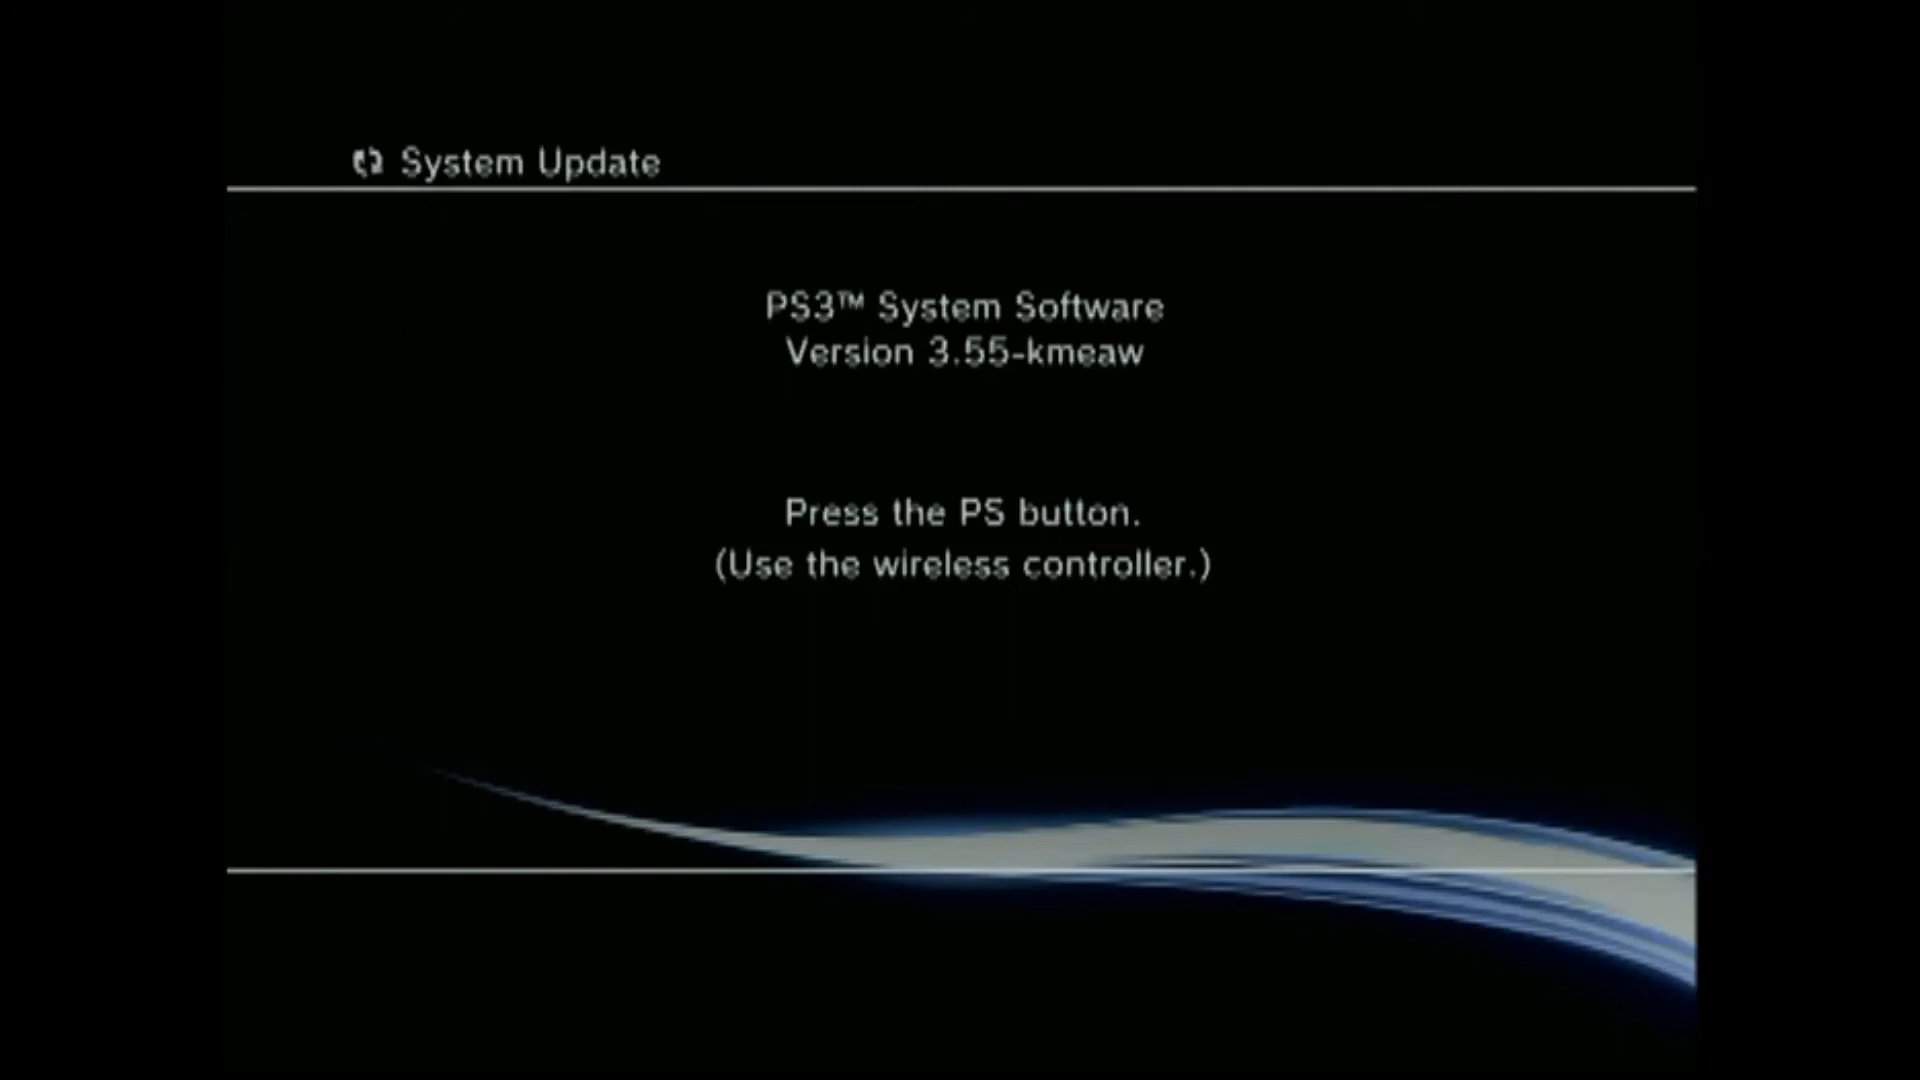 System Update
PS3™ System Software
Version 3.55-kmeaw
Press the PS button.
(Use the wireless controller.)